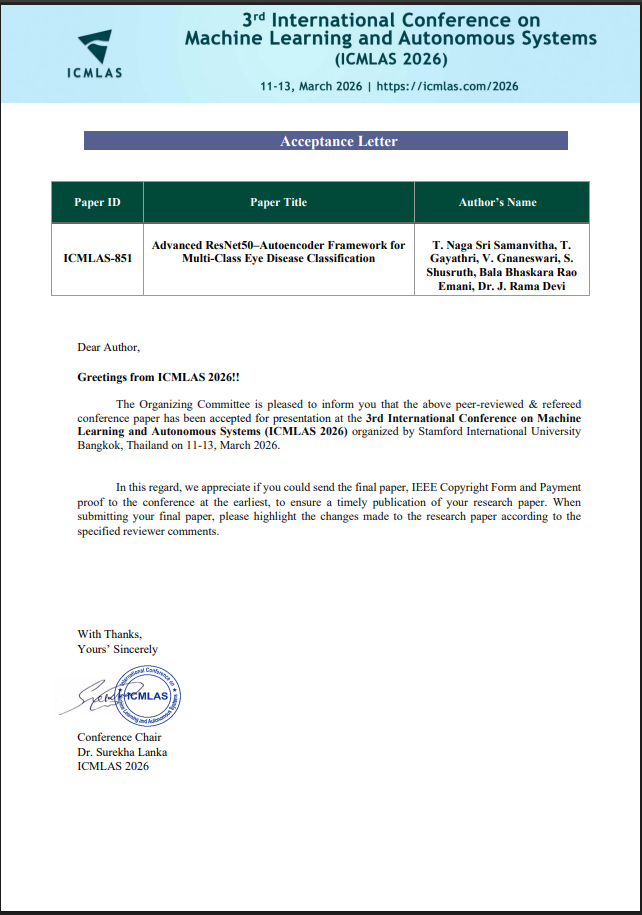 3rd International Conference on
Machine Learning and Autonomous Systems
(ICMLAS 2026)
ICMLAS
11-13, March 2026 | https://icmlas.com/2026
Acceptance Letter
Paper ID
Paper Title
Author's Name
ICMLAS-851
Advanced ResNet50–Autoencoder Framework for
Multi-Class Eye Disease Classification
T. Naga Sri Samanvitha, T.
Gayathri, V. Gnaneswari, S.
Shusruth, Bala Bhaskara Rao
Emani, Dr. J. Rama Devi
Dear Author,
Greetings from ICMLAS 2026!!
The Organizing Committee is pleased to inform you that the above peer-reviewed & refereed
conference paper has been accepted for presentation at the 3rd International Conference on Machine
Learning and Autonomous Systems (ICMLAS 2026) organized by Stamford International University
Bangkok, Thailand on 11-13, March 2026.
In this regard, we appreciate if you could send the final paper, IEEE Copyright Form and Payment
proof to the conference at the earliest, to ensure a timely publication of your research paper. When
submitting your final paper, please highlight the changes made to the research paper according to the
specified reviewer comments.
With Thanks,
Yours' Sincerely
International Conference on
ICMLAS
Machine Learning and Autonomous System
Conference Chair
Dr. Surekha Lanka
ICMLAS 2026